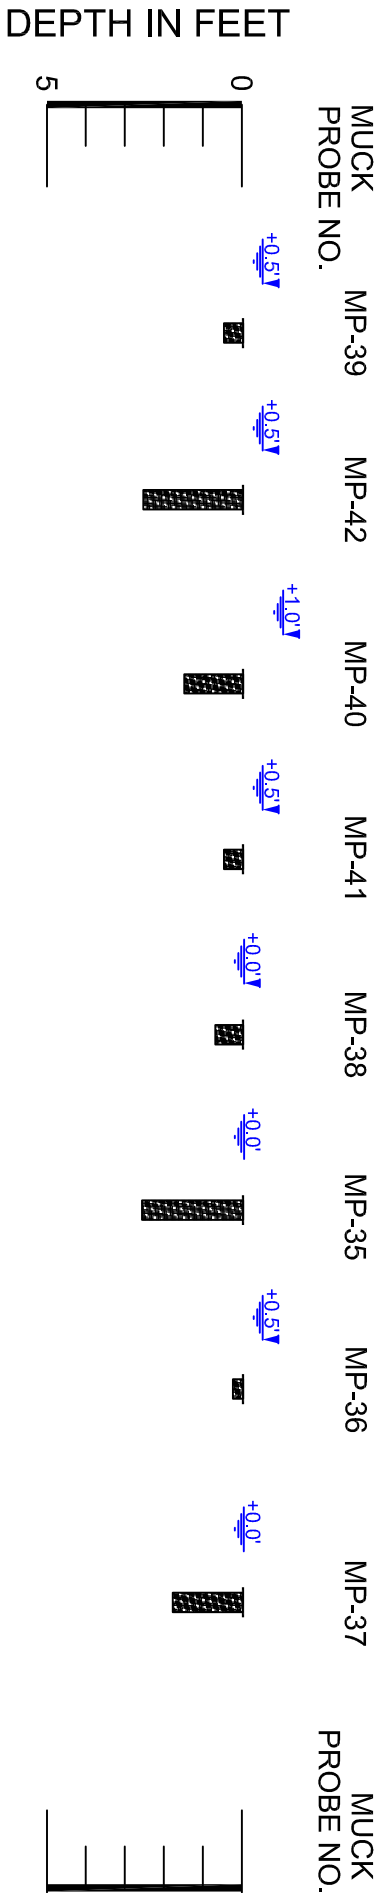 DEPTH IN FEET
5
0
MUCK
PROBE NO.
+0.5'
MP-39
+0.5'
MP-42
+1.0'
MP-40
+0.5'
MP-41
+0.0'
MP-38
+0.0'
MP-35
+0.5'
MP-36
+0.0'
MP-37
MUCK
PROBE NO.